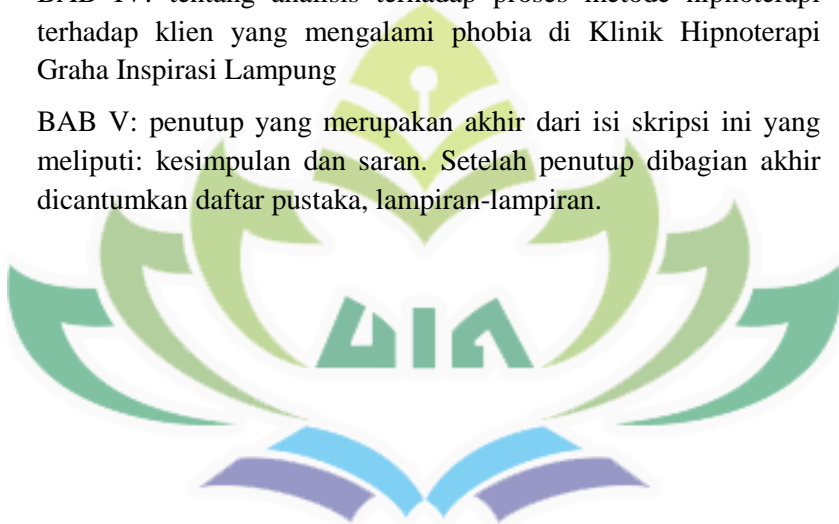 BAB IV: tentang analisis terhadap proses metode hipnoterapi
terhadap klien yang mengalami phobia di Klinik Hipnoterapi
Graha Inspirasi Lampung
BAB V: penutup yang merupakan akhir dari isi skripsi ini yang
meliputi: kesimpulan dan saran. Setelah penutup dibagian akhir
dicantumkan daftar pustaka, lampiran-lampiran.
UIN